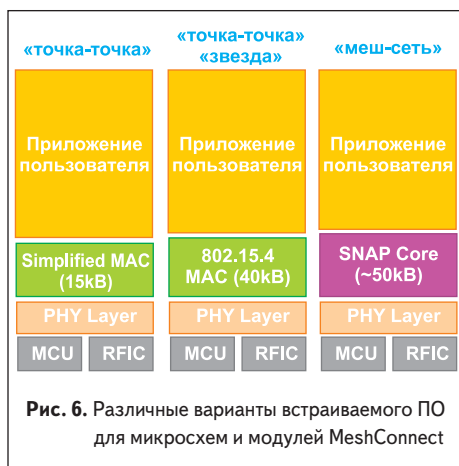 «точка-точка»
«точка-точка»
«звезда»
«меш-сеть»
Приложение
пользователя
Приложение
пользователя
Приложение
пользователя
Simplified MAC
(15kB)
802.15.4
MAC (40kB)
SNAP Core
(~50kB)
PHY Layer
PHY Layer
PHY Layer
MCU
RFIC
MCU
RFIC
MCU
RFIC
Рис. 6. Различные варианты встраиваемого ПО
для микросхем и модулей MeshConnect